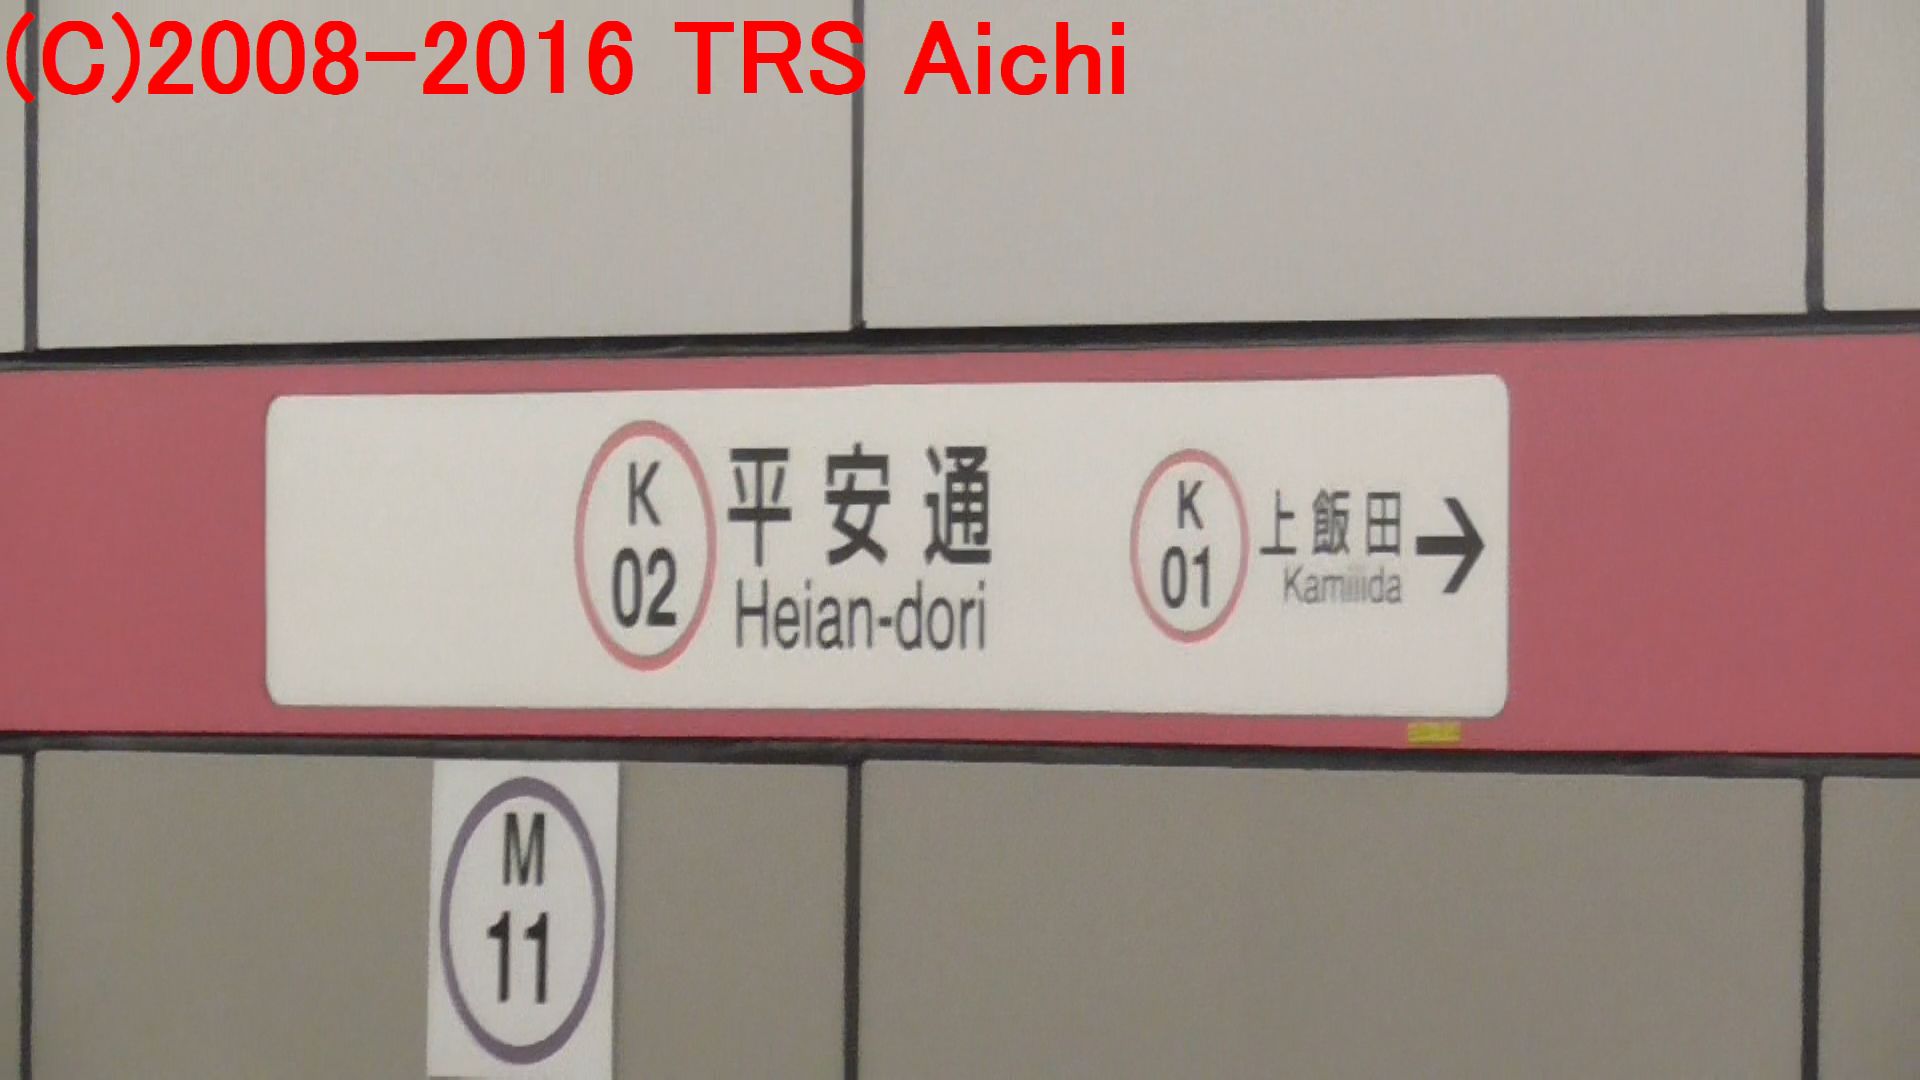 (C)2008-2016 TRS Aichi
K
02
平安通
Heian-dori
K
01
上飯田
Kamiiida
→
M
11